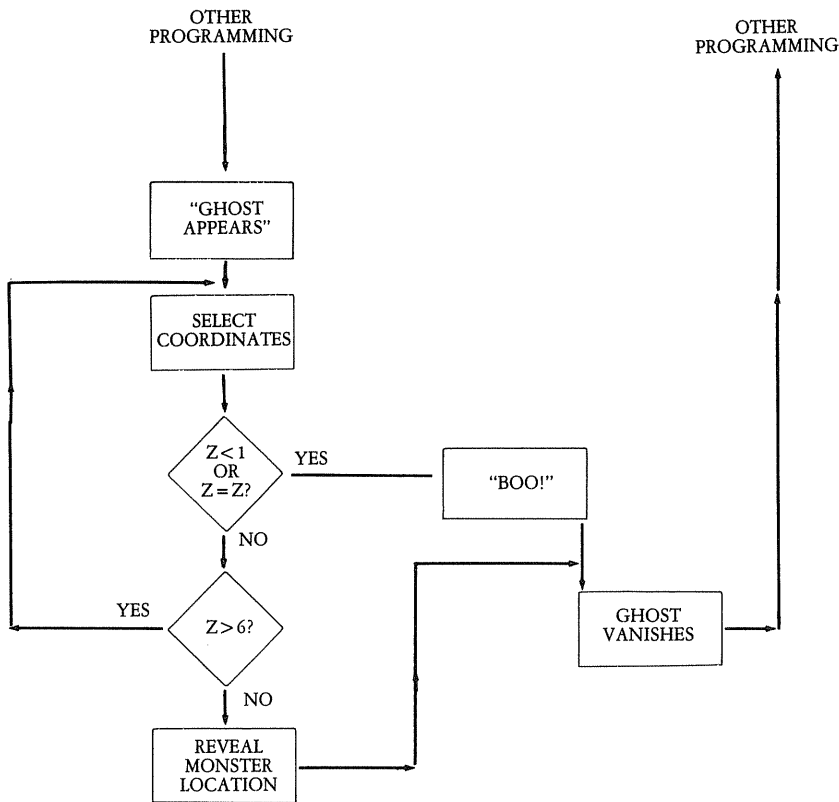 OTHER
PROGRAMMING
OTHER
PROGRAMMING
“GHOST
APPEARS”
SELECT
COORDINATES
Z < 1
OR
Z = Z?
YES
“BOO!”
NO
YES
Z > 6?
GHOST
VANISHES
NO
REVEAL
MONSTER
LOCATION